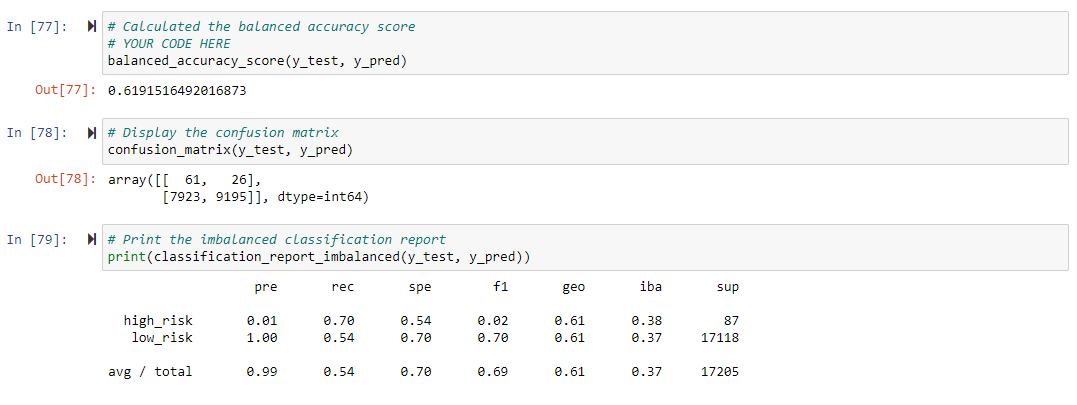 In [77]: # Calculated the balanced accuracy score
# YOUR CODE HERE
balanced_accuracy_score(y_test, y_pred)
Out[77]: 0.6191516492016873
In [78]: # Display the confusion matrix
confusion_matrix(y_test, y_pred)
Out[78]: array([[  61,   26],
       [7923, 9195]], dtype=int64)
In [79]: # Print the imbalanced classification report
print(classification_report_imbalanced(y_test, y_pred))
pre rec spe f1 geo iba sup
high_risk 0.01 0.70 0.54 0.02 0.61 0.38 87
low_risk 1.00 0.54 0.70 0.70 0.61 0.37 17118
avg / total 0.99 0.54 0.70 0.69 0.61 0.37 17205